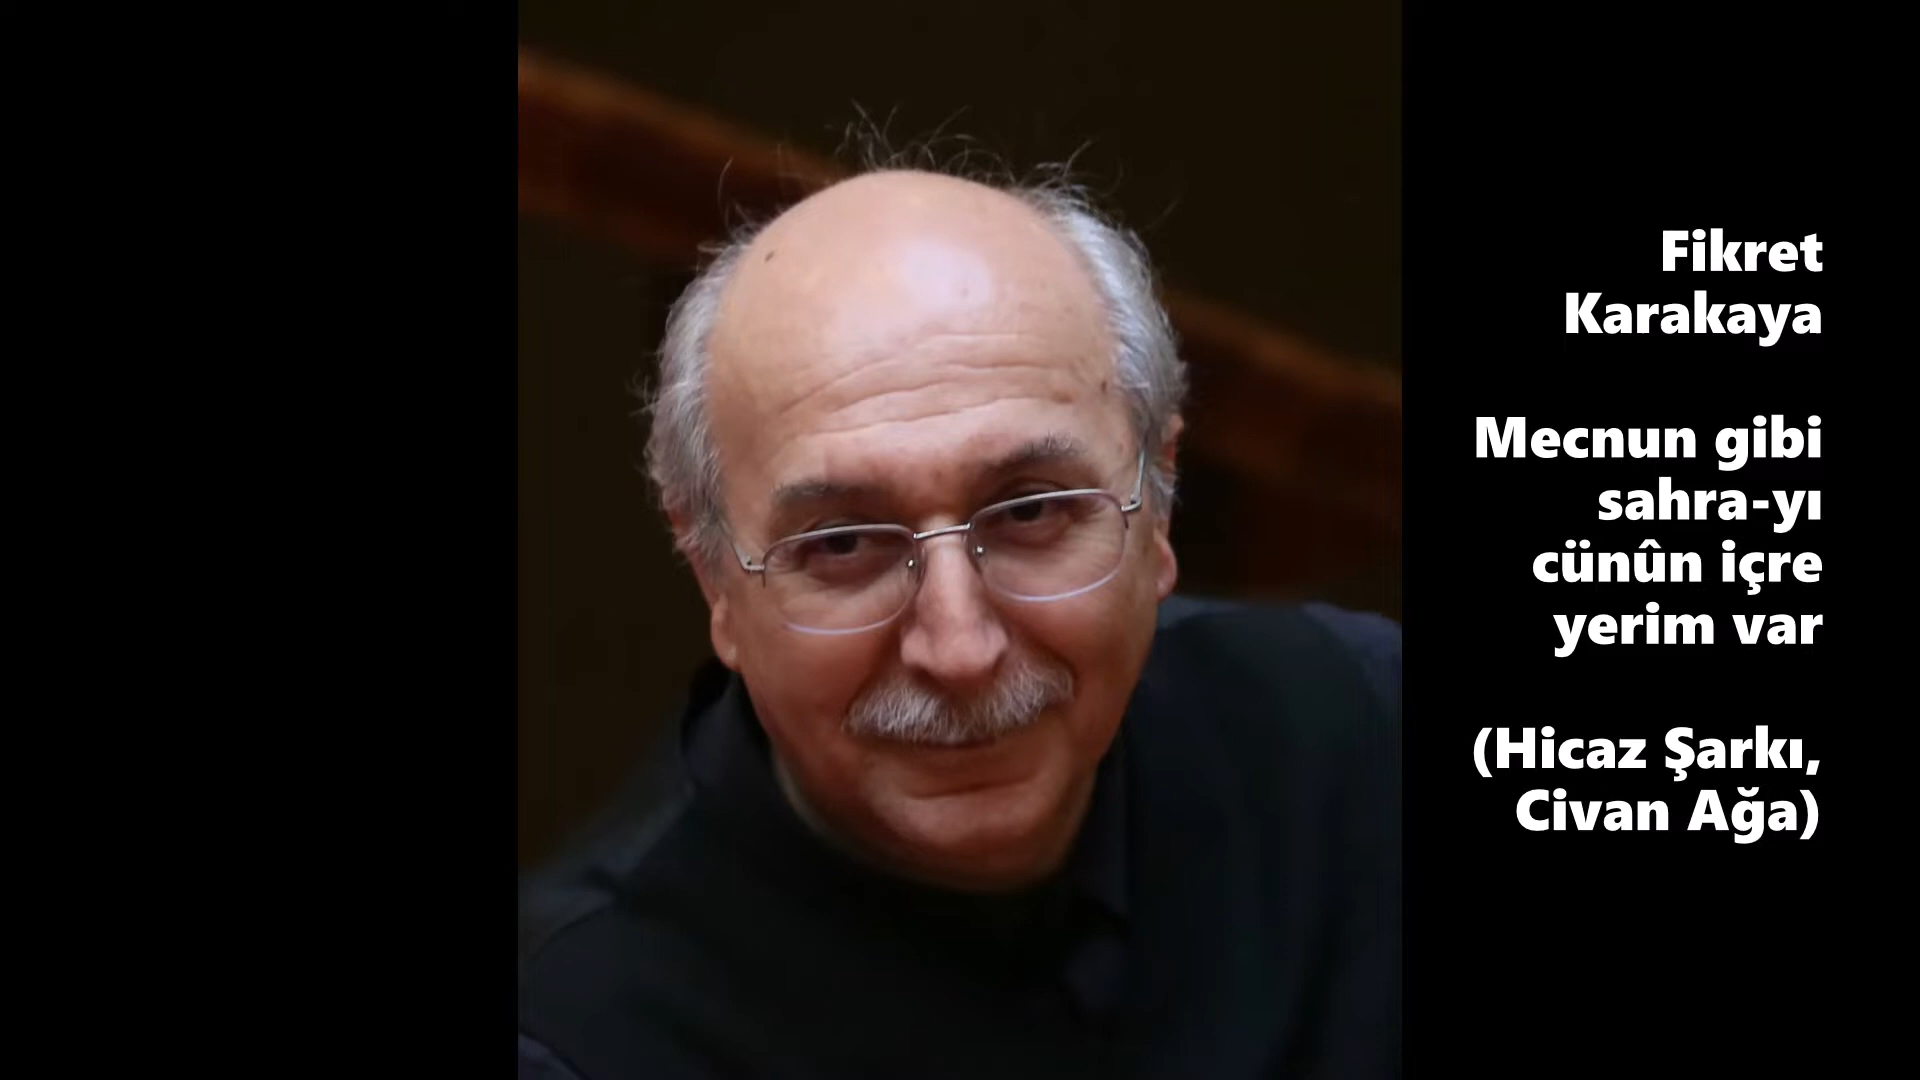 Fikret
Karakaya
Mecnun gibi
sahra-yı
cünûn içre
yerim var
(Hicaz Şarkı,
Civan Ağa)